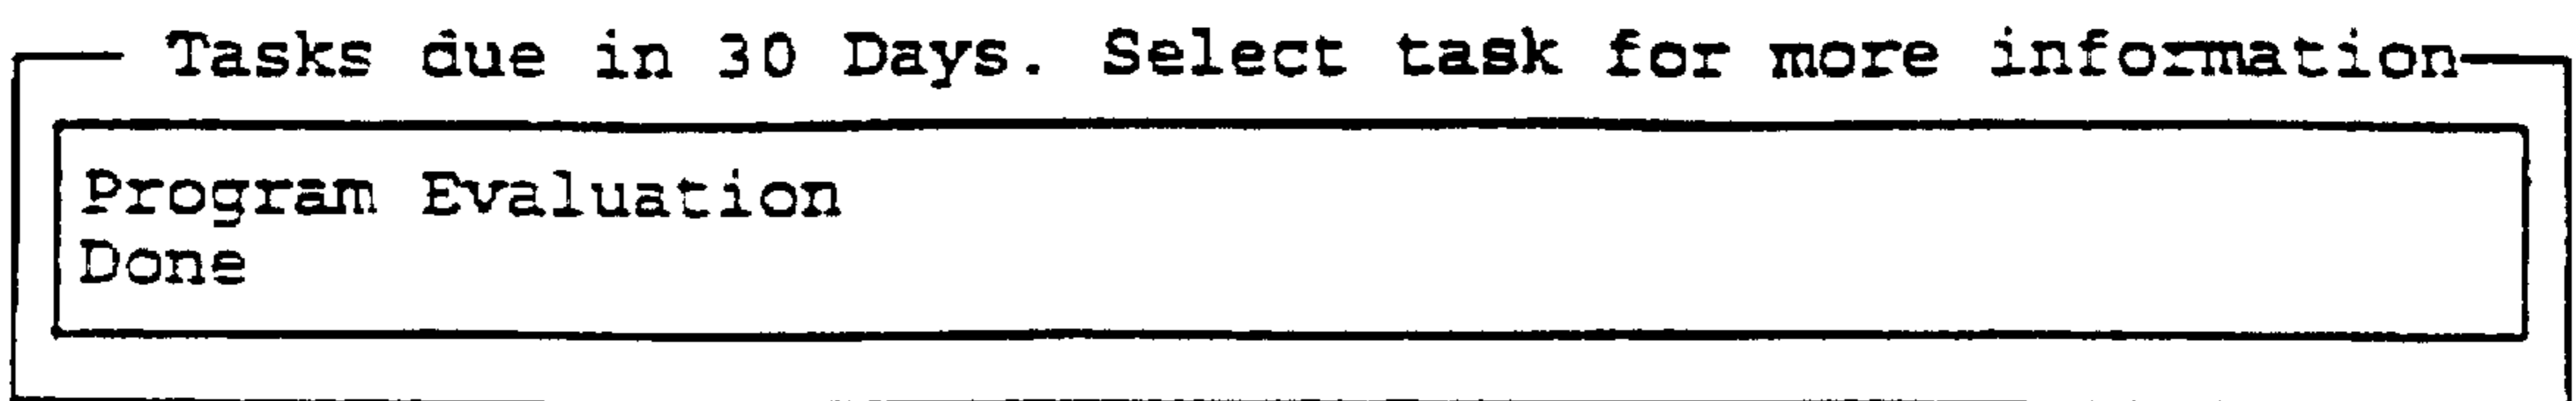 Tasks due in 30 Days. Select task for more information
Program Evaluation
Done